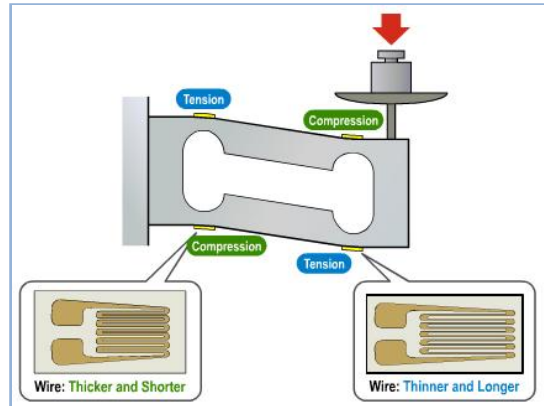 Tension
Compression
Compression
Tension
Wire: Thicker and Shorter
Wire: Thinner and Longer